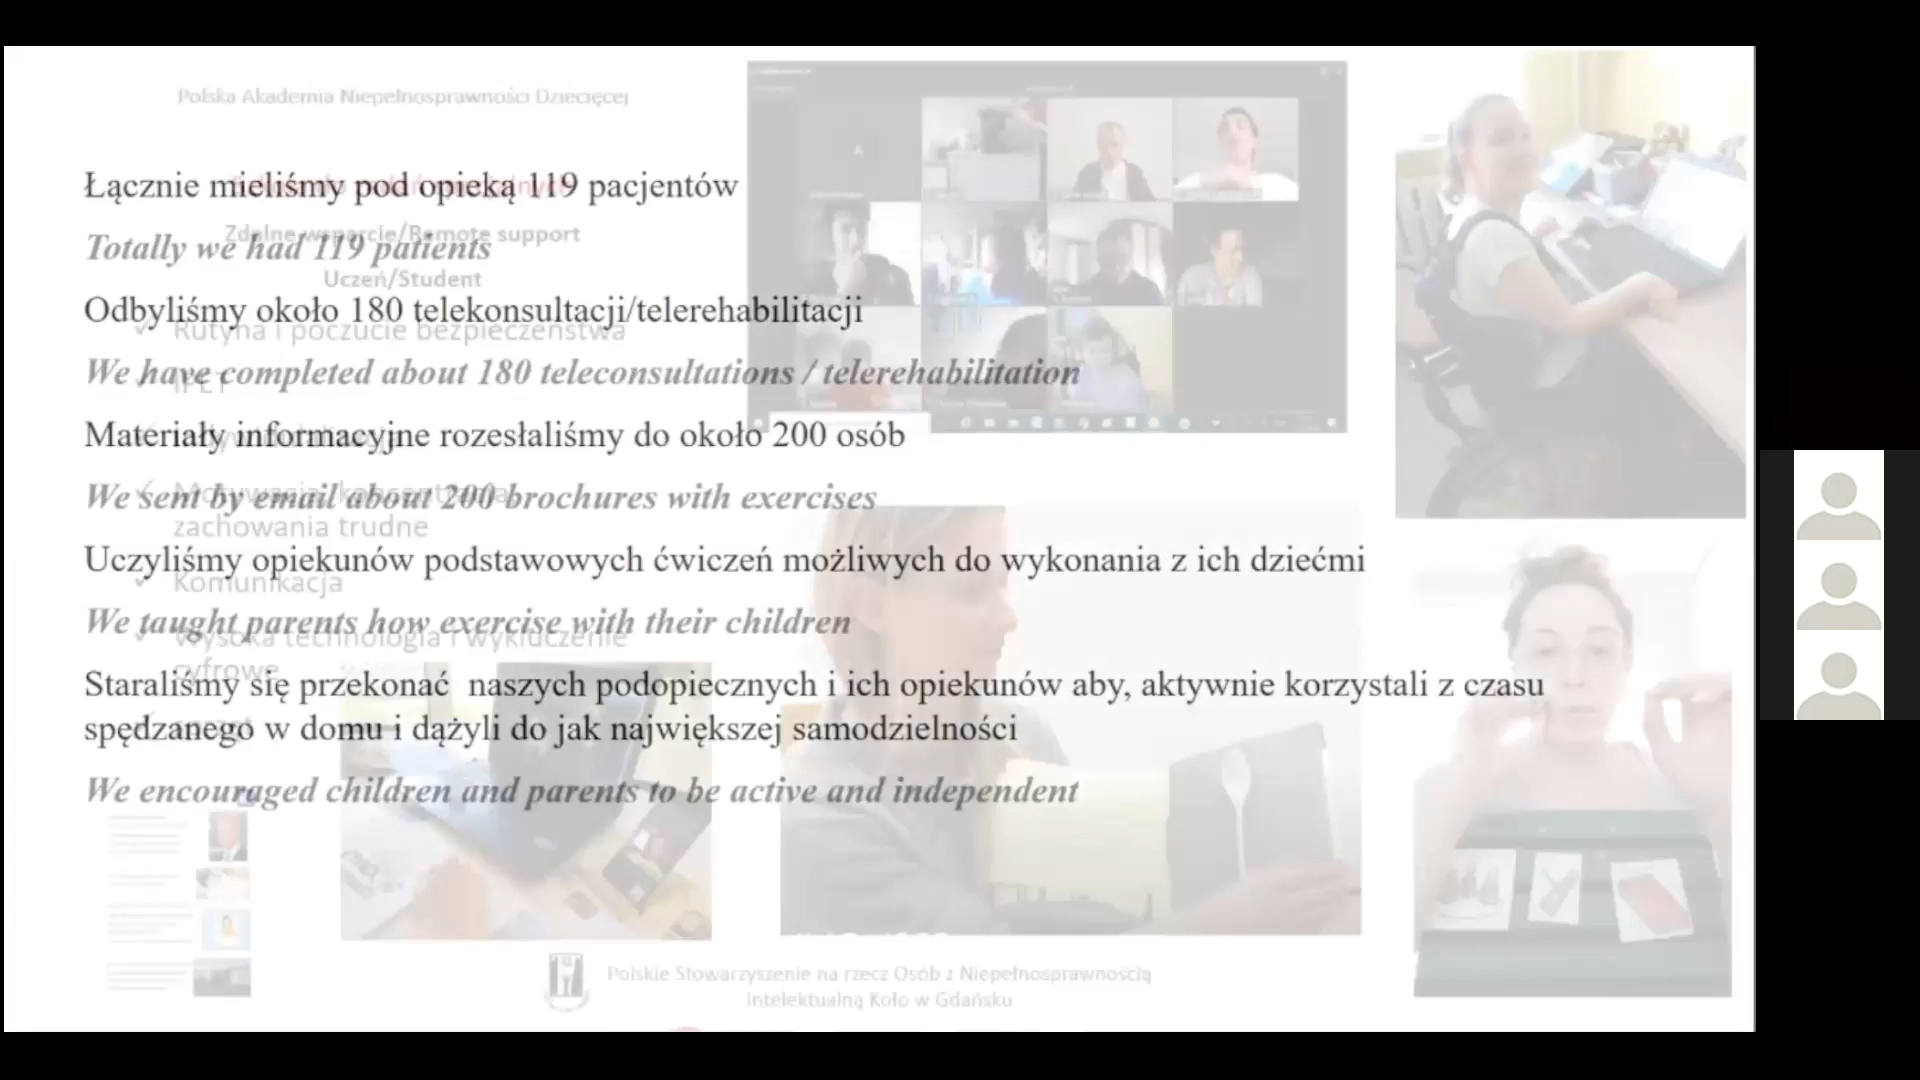 Polska Akademia Niepełnosprawności Dziecięcej
Łącznie mieliśmy pod opieką 119 pacjentów
Zdalne wsparcie/Remote support
Totally we had 119 patients
Uczeń/Student
Odbyliśmy około 180 telekonsultacji/telerehabilitacji
Rutyna i poczucie bezpieczeństwa
We have completed about 180 teleconsultations / telerehabilitation
IPET
Materiały informacyjne rozesłaliśmy do około 200 osób
We sent by email about 200 brochures with exercises
zachowania trudne
Uczyliśmy opiekunów podstawowych ćwiczeń możliwych do wykonania z ich dziećmi
Komunikacja
We taught parents how exercise with their children
Wysoka technologia i wykluczenie
cyfrowe
Staraliśmy się przekonać naszych podopiecznych i ich opiekunów aby, aktywnie korzystali z czasu
spędzanego w domu i dążyli do jak największej samodzielności
We encouraged children and parents to be active and independent
Polskie Stowarzyszenie na rzecz Osób z Niepełnosprawnością
Intelektualną Koło w Gdańsku